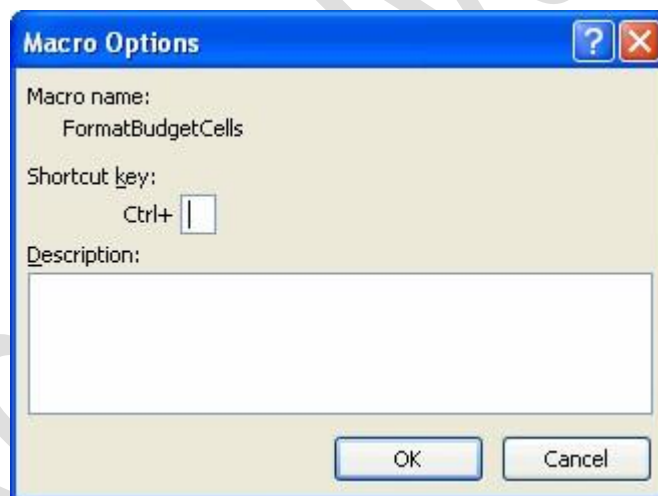 Macro Options
Macro name:
FormatBudgetCells
Shortcut key:
Ctrl+
Description:
OK Cancel